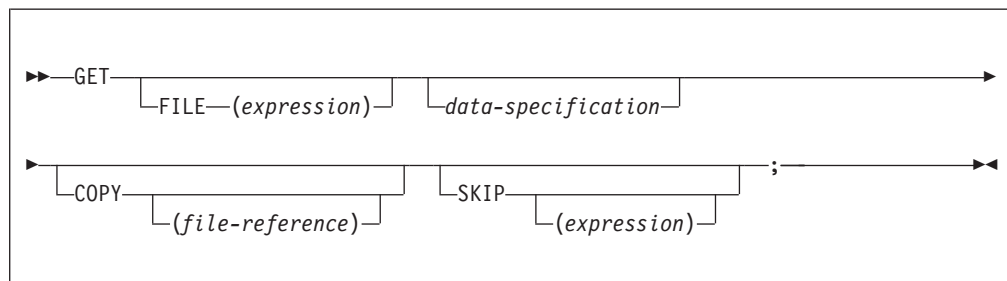 GET
FILE (expression) data-specification
COPY SKIP ;
(file-reference) (expression)